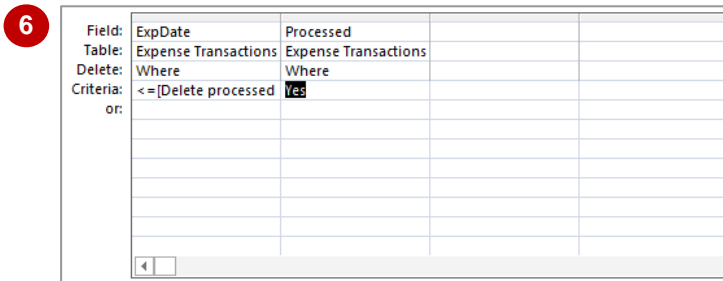 6
Field: ExpDate Processed
Table: Expense Transactions Expense Transactions
Delete: Where Where
Criteria: <=[Delete processed Yes
or: